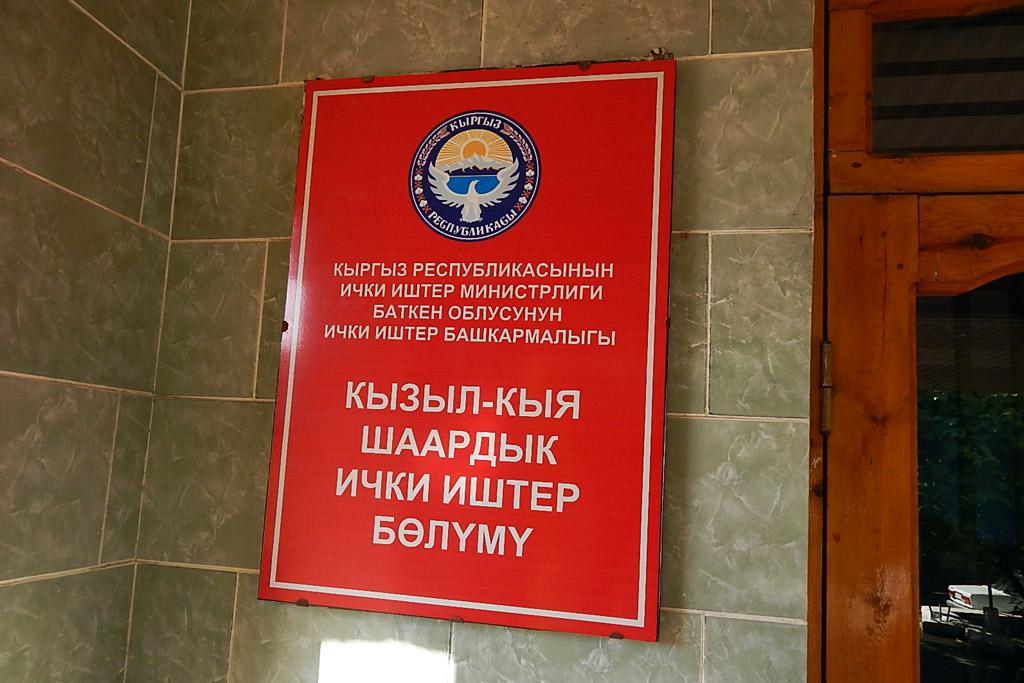 КЫРГЫЗ
РЕСПУБЛИКАСЫ
КЫРГЫЗ РЕСПУБЛИКАСЫНЫН
ИЧКИ ИШТЕР МИНИСТРЛИГИ
БАТКЕН ОБЛУСУНУН
ИЧКИ ИШТЕР БАШКАРМАЛЫГЫ
КЫЗЫЛ-КЫЯ
ШААРДЫК
ИЧКИ ИШТЕР
БӨЛҮМҮ